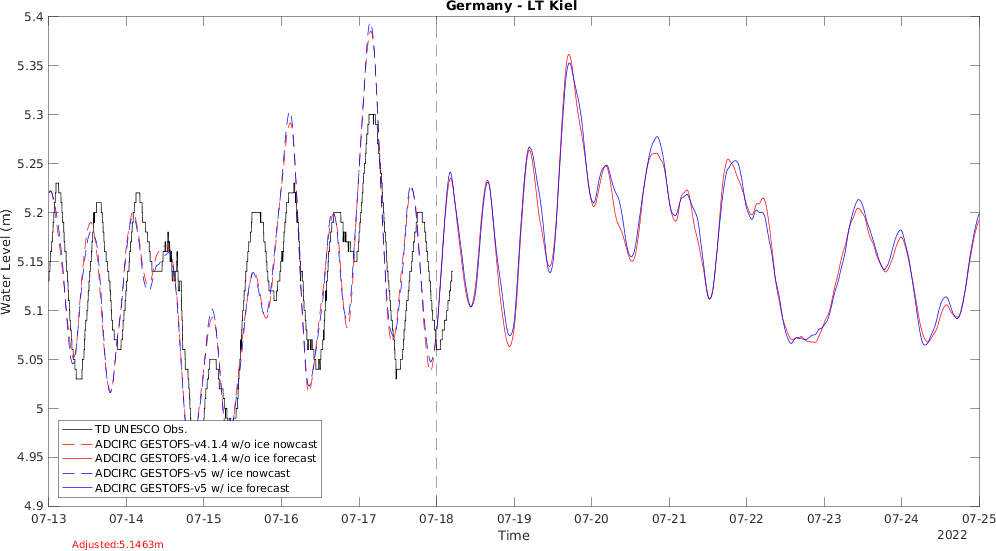 Germany - LT Kiel
5.4
5.35
5.3
5.25
5.2
5.15
5.1
5.05
5
4.95
4.9
Water Level (m)
TD UNESCO Obs.
ADCIRC GESTOFS-v4.1.4 w/o ice nowcast
ADCIRC GESTOFS-v4.1.4 w/o ice forecast
ADCIRC GESTOFS-v5 w/ ice nowcast
ADCIRC GESTOFS-v5 w/ ice forecast
07-13 07-14 07-15 07-16 07-17 07-18 07-19 07-20 07-21 07-22 07-23 07-24 07-25
Time
2022
Adjusted:5.1463m